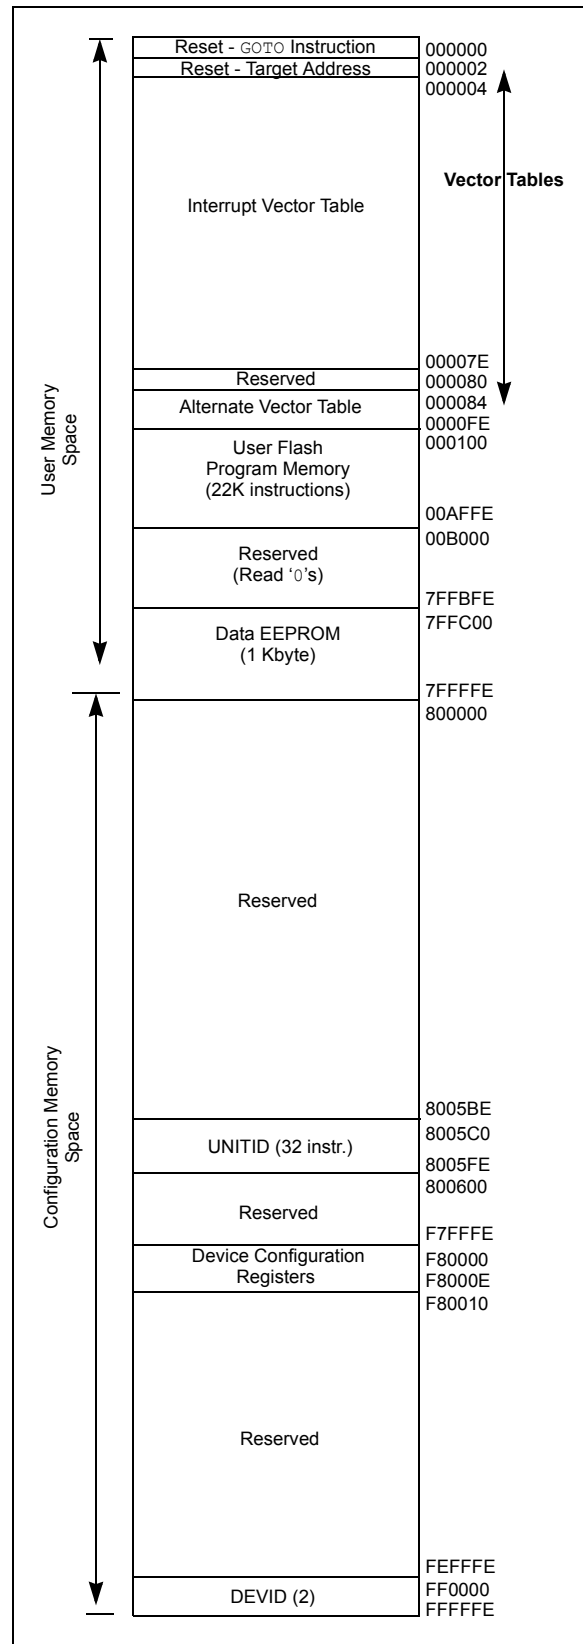 Reset - GOTO Instruction
000000
Reset - Target Address
000002
000004
Vector Tables
Interrupt Vector Table
00007E
Reserved
000080
Alternate Vector Table
000084
0000FE
User Memory
Space
User Flash
Program Memory
(22K instructions)
000100
00AFFE
00B000
Reserved
(Read ‘0’s)
7FFBFE
7FFC00
Data EEPROM
(1 Kbyte)
7FFFFE
800000
Reserved
Configuration Memory
Space
8005BE
8005C0
UNITID (32 instr.)
8005FE
800600
Reserved
F7FFFE
Device Configuration
Registers
F80000
F8000E
F80010
Reserved
FEFFFE
FF0000
DEVID (2)
FFFFFE